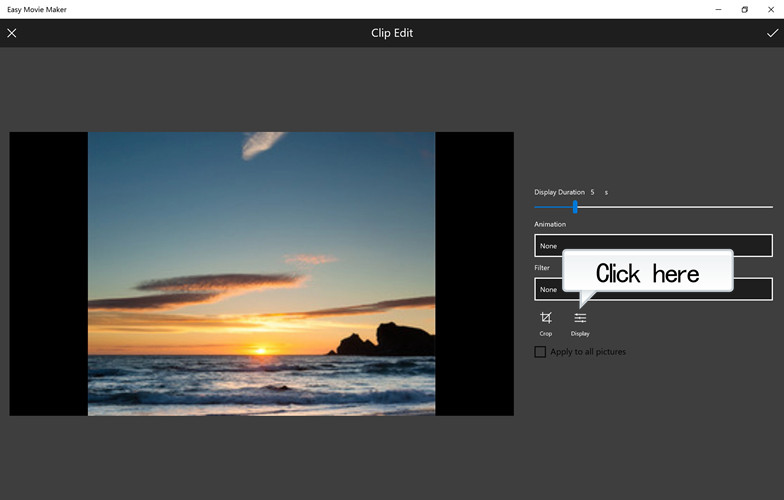 Easy Movie Maker
Clip Edit
Display Duration 5 s
Animation
None
Filter
Click here
None
Crop Display
Apply to all pictures